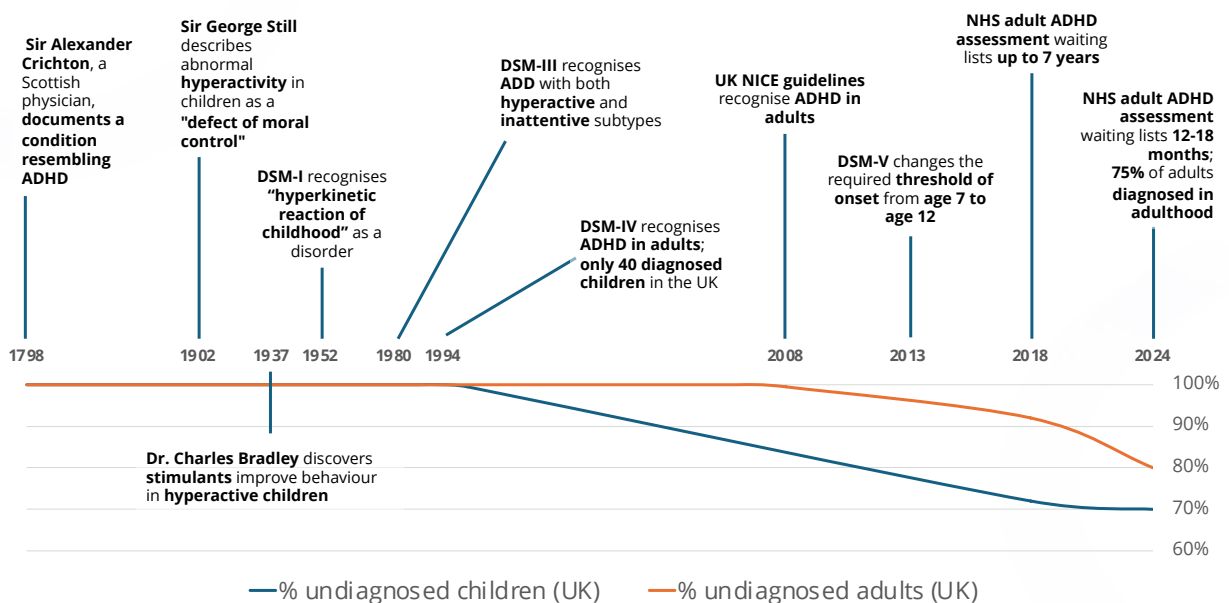 Sir Alexander
Crichton, a
Scottish
physician,
documents a
condition
resembling
ADHD
Sir George Still
describes
abnormal
hyperactivity in
children as a
"defect of moral
control"
DSM-I recognises
“hyperkinetic
reaction of
childhood” as a
disorder
DSM-III recognises
ADD with both
hyperactive and
inattentive subtypes
DSM-IV recognises
ADHD in adults;
only 40 diagnosed
children in the UK
UK NICE guidelines
recognise ADHD in
adults
DSM-V changes the
required threshold of
onset from age 7 to
age 12
NHS adult ADHD
assessment waiting
lists up to 7 years
NHS adult ADHD
assessment
waiting lists 12-18
months;
75% of adults
diagnosed in
adulthood
1798 1902 1937 1952 1980 1994 2008 2013 2018 2024
100%
90%
80%
70%
60%
Dr. Charles Bradley discovers
stimulants improve behaviour
in hyperactive children
% undiagnosed children (UK) % undiagnosed adults (UK)